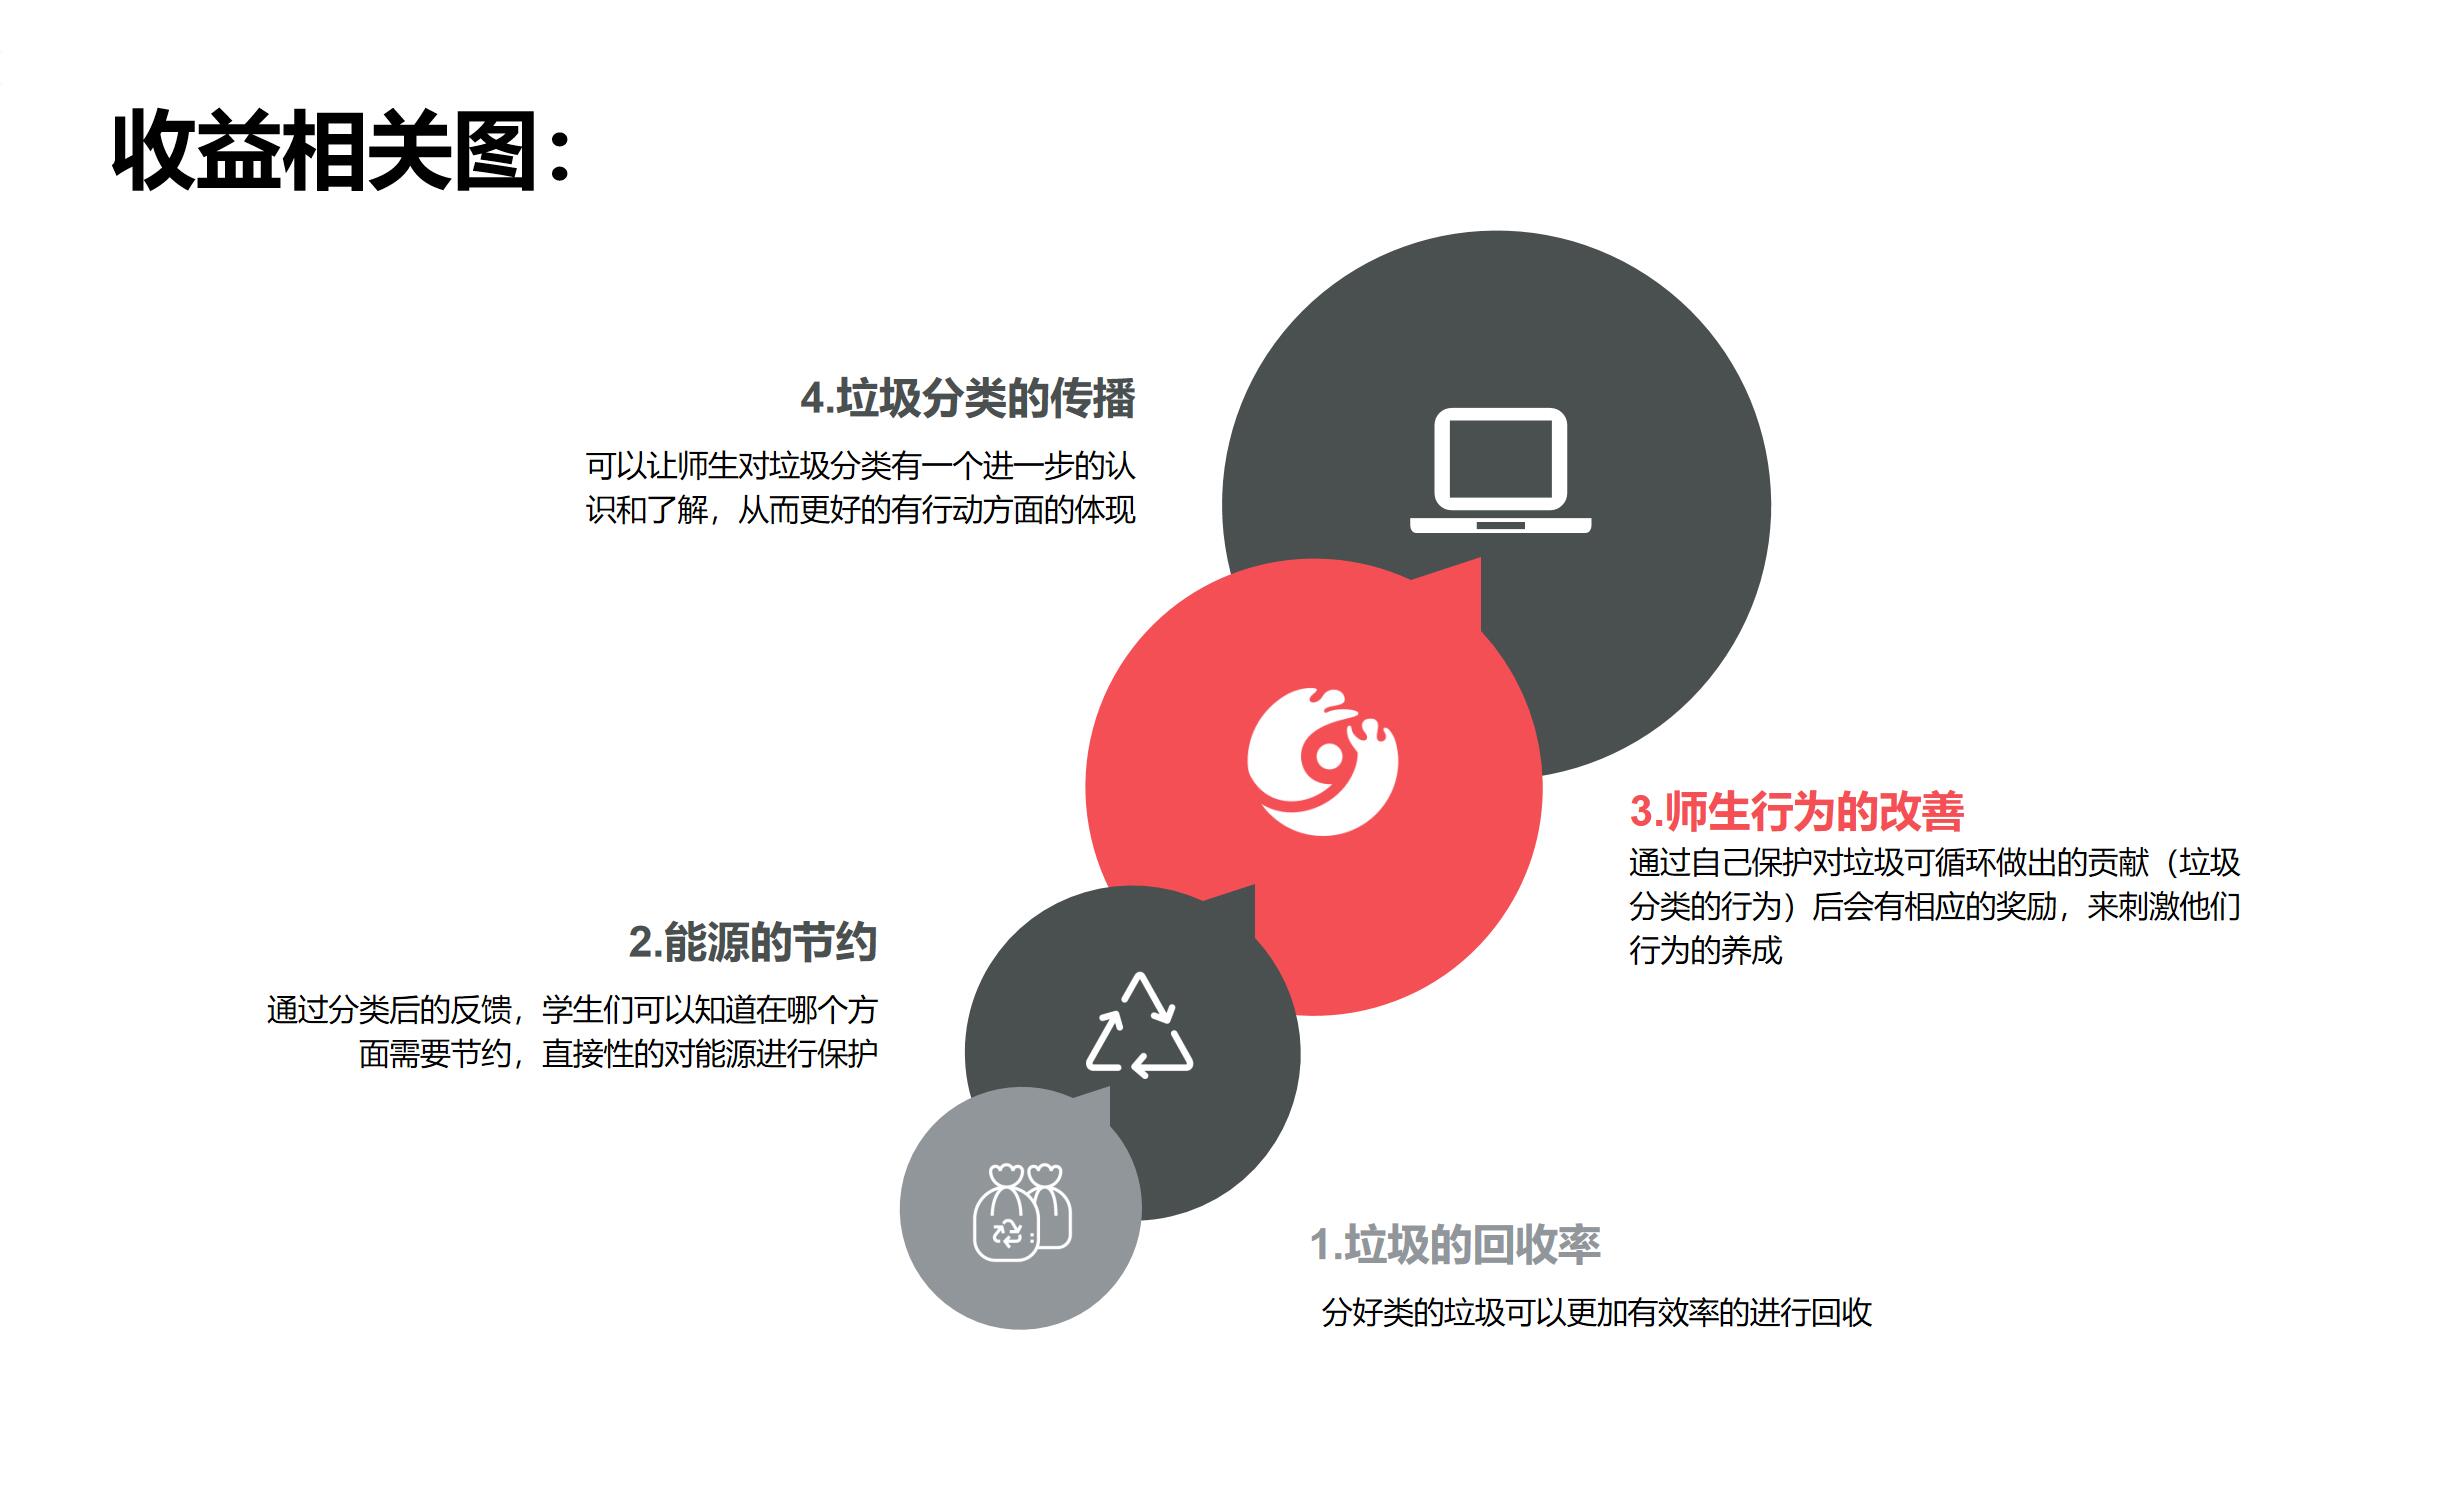 收益相关图：
4.垃圾分类的传播
可以让师生对垃圾分类有一个进一步的认
识和了解，从而更好的有行动方面的体现
3.师生行为的改善
通过自己保护对垃圾可循环做出的贡献（垃圾
分类的行为）后会有相应的奖励，来刺激他们
行为的养成
2.能源的节约
通过分类后的反馈，学生们可以知道在哪个方
面需要节约，直接性的对能源进行保护
1.垃圾的回收率
分好类的垃圾可以更加有效率的进行回收